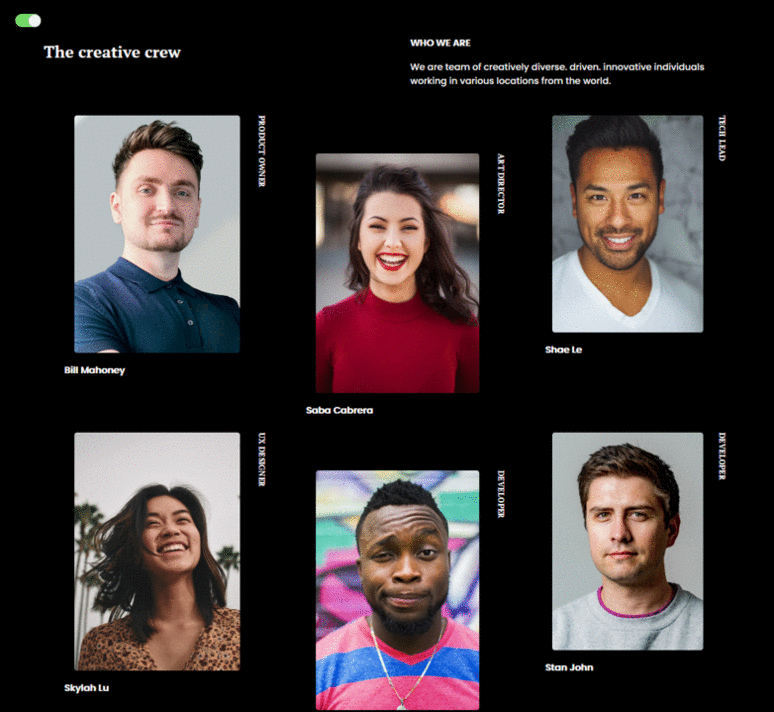 The creative crew
WHO WE ARE
We are team of creatively diverse. driven. innovative individuals
working in various locations from the world.
PRODUCT OWNER
Bill Mahoney
ART DIRECTOR
Saba Cabrera
TECH LEAD
Shae Le
UX DESIGNER
Skylah Lu
DEVELOPER
DEVELOPER
Stan John